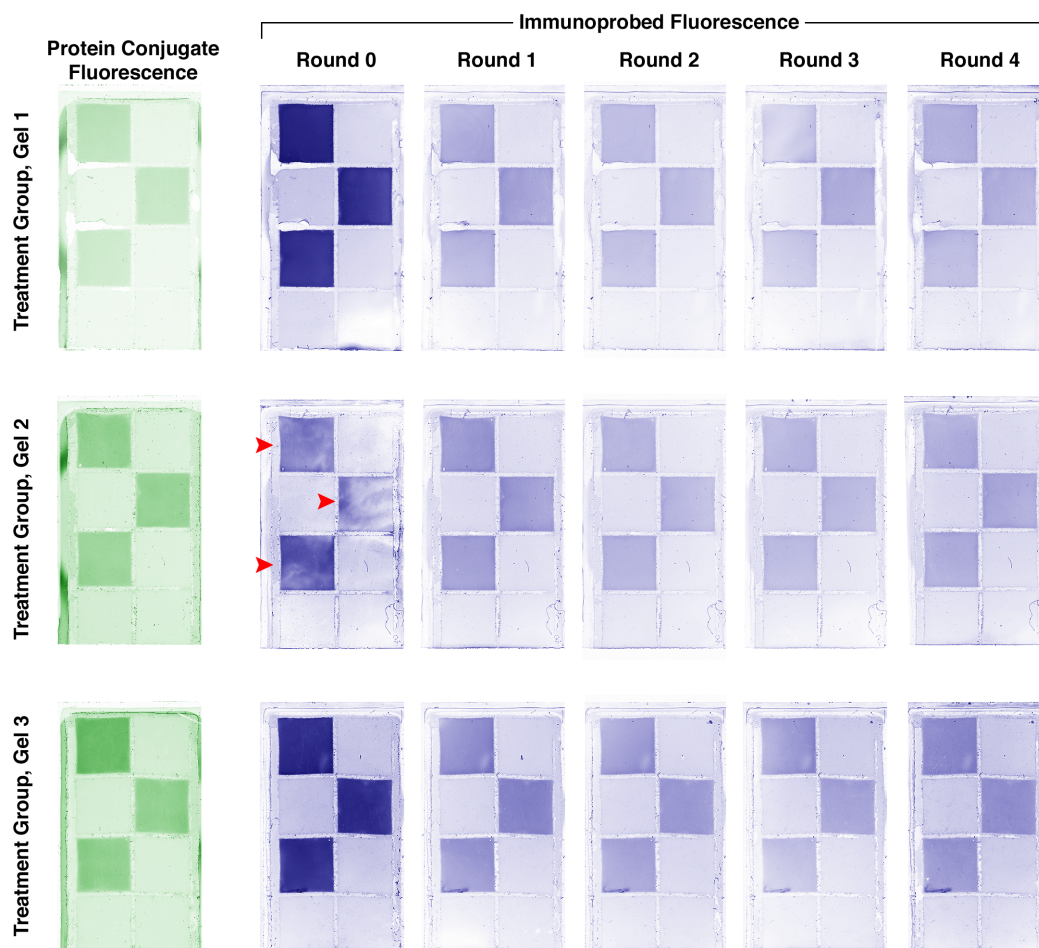 Immunoprobed Fluorescence
Protein Conjugate
Fluorescence
Round 0
Round 1
Round 2
Round 3
Round 4
Treatment Group, Gel 1
Treatment Group, Gel 2
Treatment Group, Gel 3